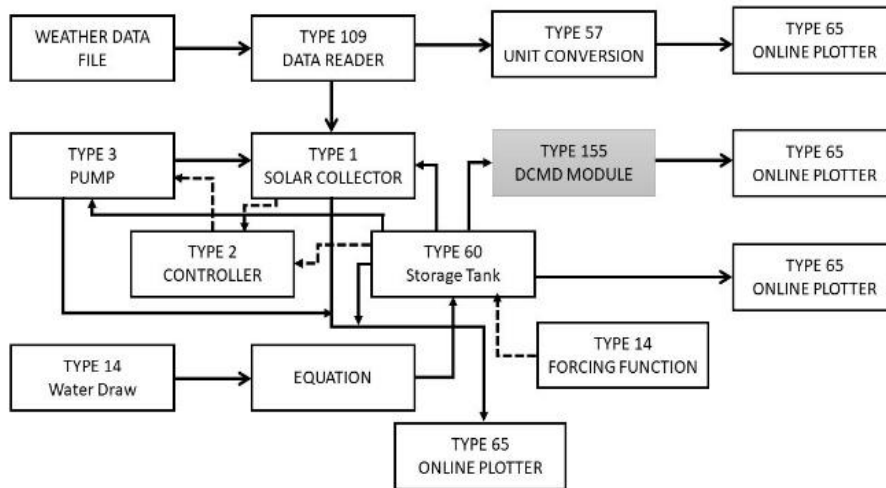 WEATHER DATA
FILE
TYPE 109
DATA READER
TYPE 57
UNIT CONVERSION
TYPE 65
ONLINE PLOTTER
TYPE 3
PUMP
TYPE 1
SOLAR COLLECTOR
TYPE 155
DCMD MODULE
TYPE 65
ONLINE PLOTTER
TYPE 2
CONTROLLER
TYPE 60
Storage Tank
TYPE 65
ONLINE PLOTTER
TYPE 14
Water Draw
EQUATION
TYPE 14
FORCING FUNCTION
TYPE 65
ONLINE PLOTTER